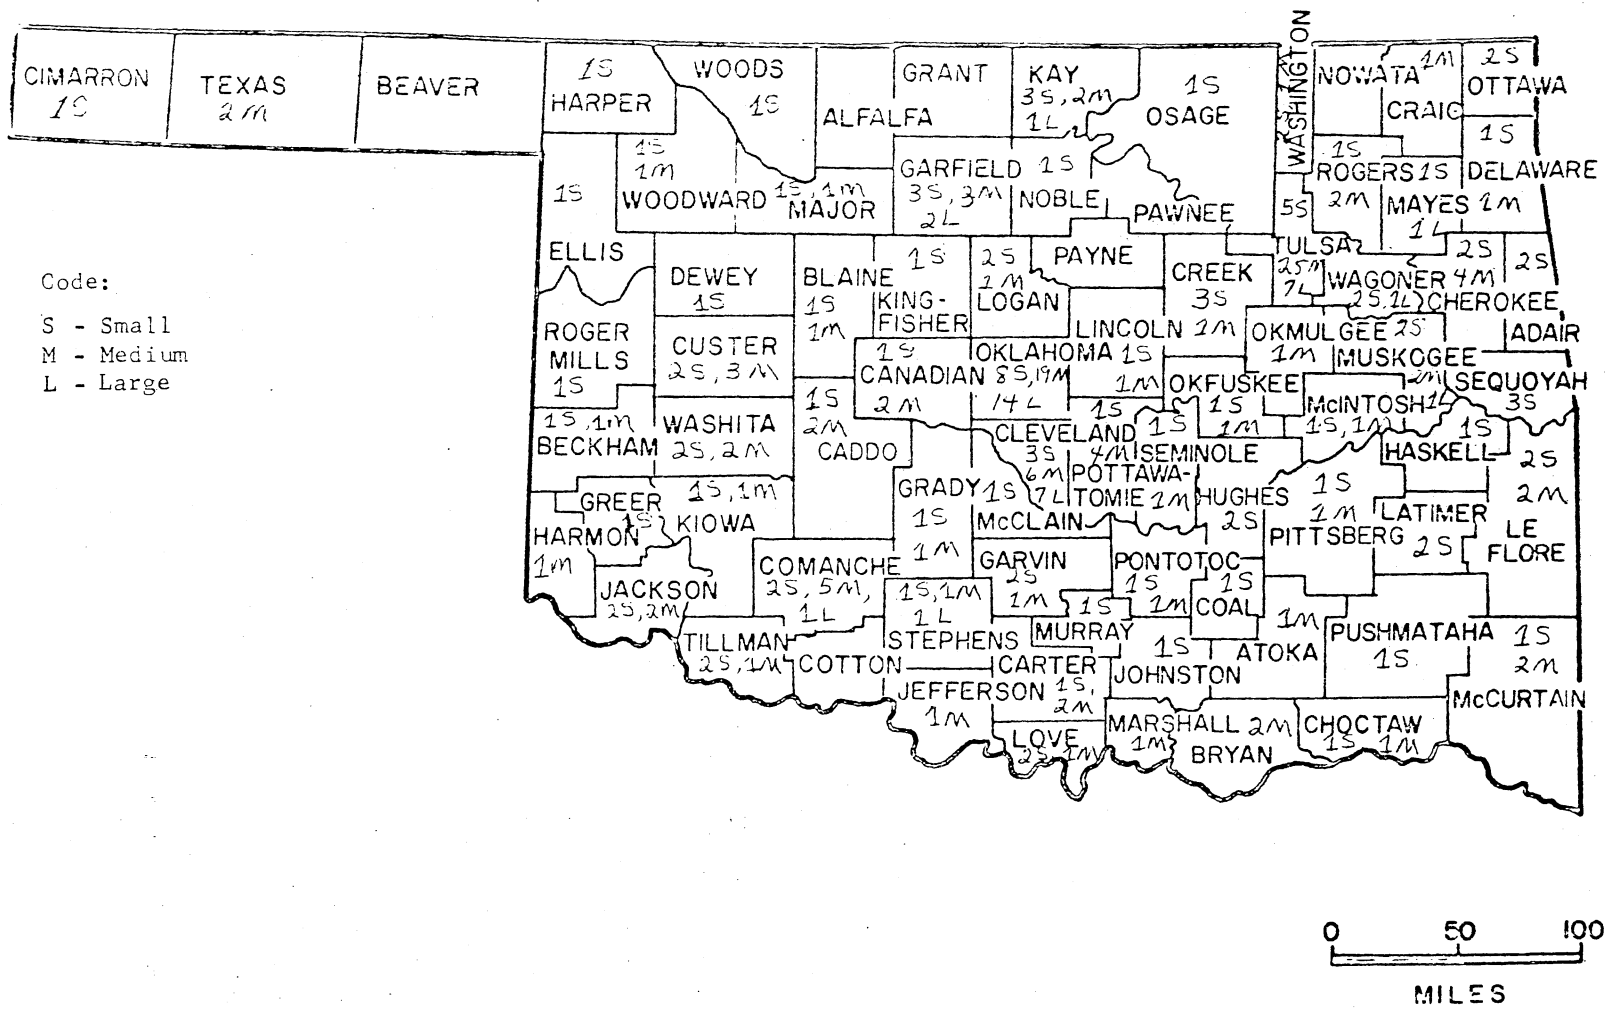 CIMARRON
1S
TEXAS
2M
BEAVER
1S
HARPER
WOODS
1S
ALFALFA
GRANT
KAY
3S, 2M
1L
1S
OSAGE
WASHINGTON
NOWATA
1M
CRAIG
2S
OTTAWA
1S
DELAWARE
1M
1S
ELLIS
1S
1M
WOODWARD
1S, 1M
MAJOR
GARFIELD
3S, 3M
2L
1S
NOBLE
PAWNEE
5S
TULSA
25M
7L
1S
ROGERS
2M
1S
MAYES
1L
DEWEY
1S
BLAINE
1S
1M
1S
KING-
FISHER
2S
1M
LOGAN
PAYNE
CREEK
3S
1M
WAGONER
2S, 1L
2S
4M
CHEROKEE
2S
ADAIR
Code:
S - Small
M - Medium
L - Large
ROGER
MILLS
1S
CUSTER
2S, 3M
1S
CANADIAN
2M
OKLAHOMA
8S, 19M
14L
LINCOLN
1S
1M
OKMULGEE 2S
1M
MUSKOGEE
2M
SEQUOYAH
3S
OKFUSKEE
1S
1M
McINTOSH
1S, 1M
1S, 1M
BECKHAM
WASHITA
2S, 2M
1S
2M
CADDO
CLEVELAND
3S
6M
7L
1S
4M
POTTAWA-
TOMIE
1S
SEMINOLE
1M
1S
HASKELL
2S
2M
LE
FLORE
GREER
1S
1S, 1M
KIOWA
HARMON
1M
GRADY
1S
1M
1S
McCLAIN
HUGHES
2S
1S
1M
PITTSBERG
LATIMER
2S
JACKSON
2S, 2M
COMANCHE
2S, 5M,
1L
GARVIN
2S
1M
PONTOTOC
1S
1M
1S
COAL
1S, 1M
1L
STEPHENS
1S
MURRAY
1M
ATOKA
PUSHMATAHA
1S
1S
2M
McCURTAIN
TILLMAN
2S, 1M
COTTON
CARTER
1S,
2M
1S
JOHNSTON
JEFFERSON
1M
LOVE
2S, 1M
MARSHALL
1M
2M
BRYAN
CHOCTAW
1S 1M
0 50 100
MILES